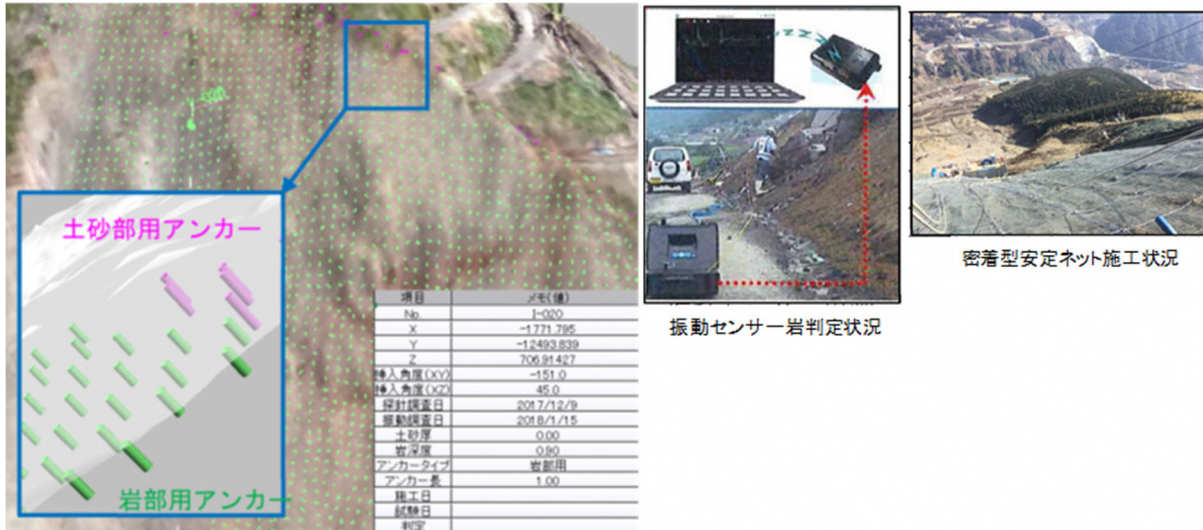 I-020
土砂部用アンカー
岩部用アンカー
項目 メモ(値)
No. I-020
X -1771.795
Y -12493.839
Z 706.91427
挿入角度(XY) -151.0
挿入角度(XZ) 45.0
探針調査日 2017/12/9
振動調査日 2018/1/15
土砂厚 0.00
岩深度 0.90
アンカータイプ 岩部用
アンカー長 1.00
施工日
試験日
判定
振動センサー岩判定状況
密着型安定ネット施工状況